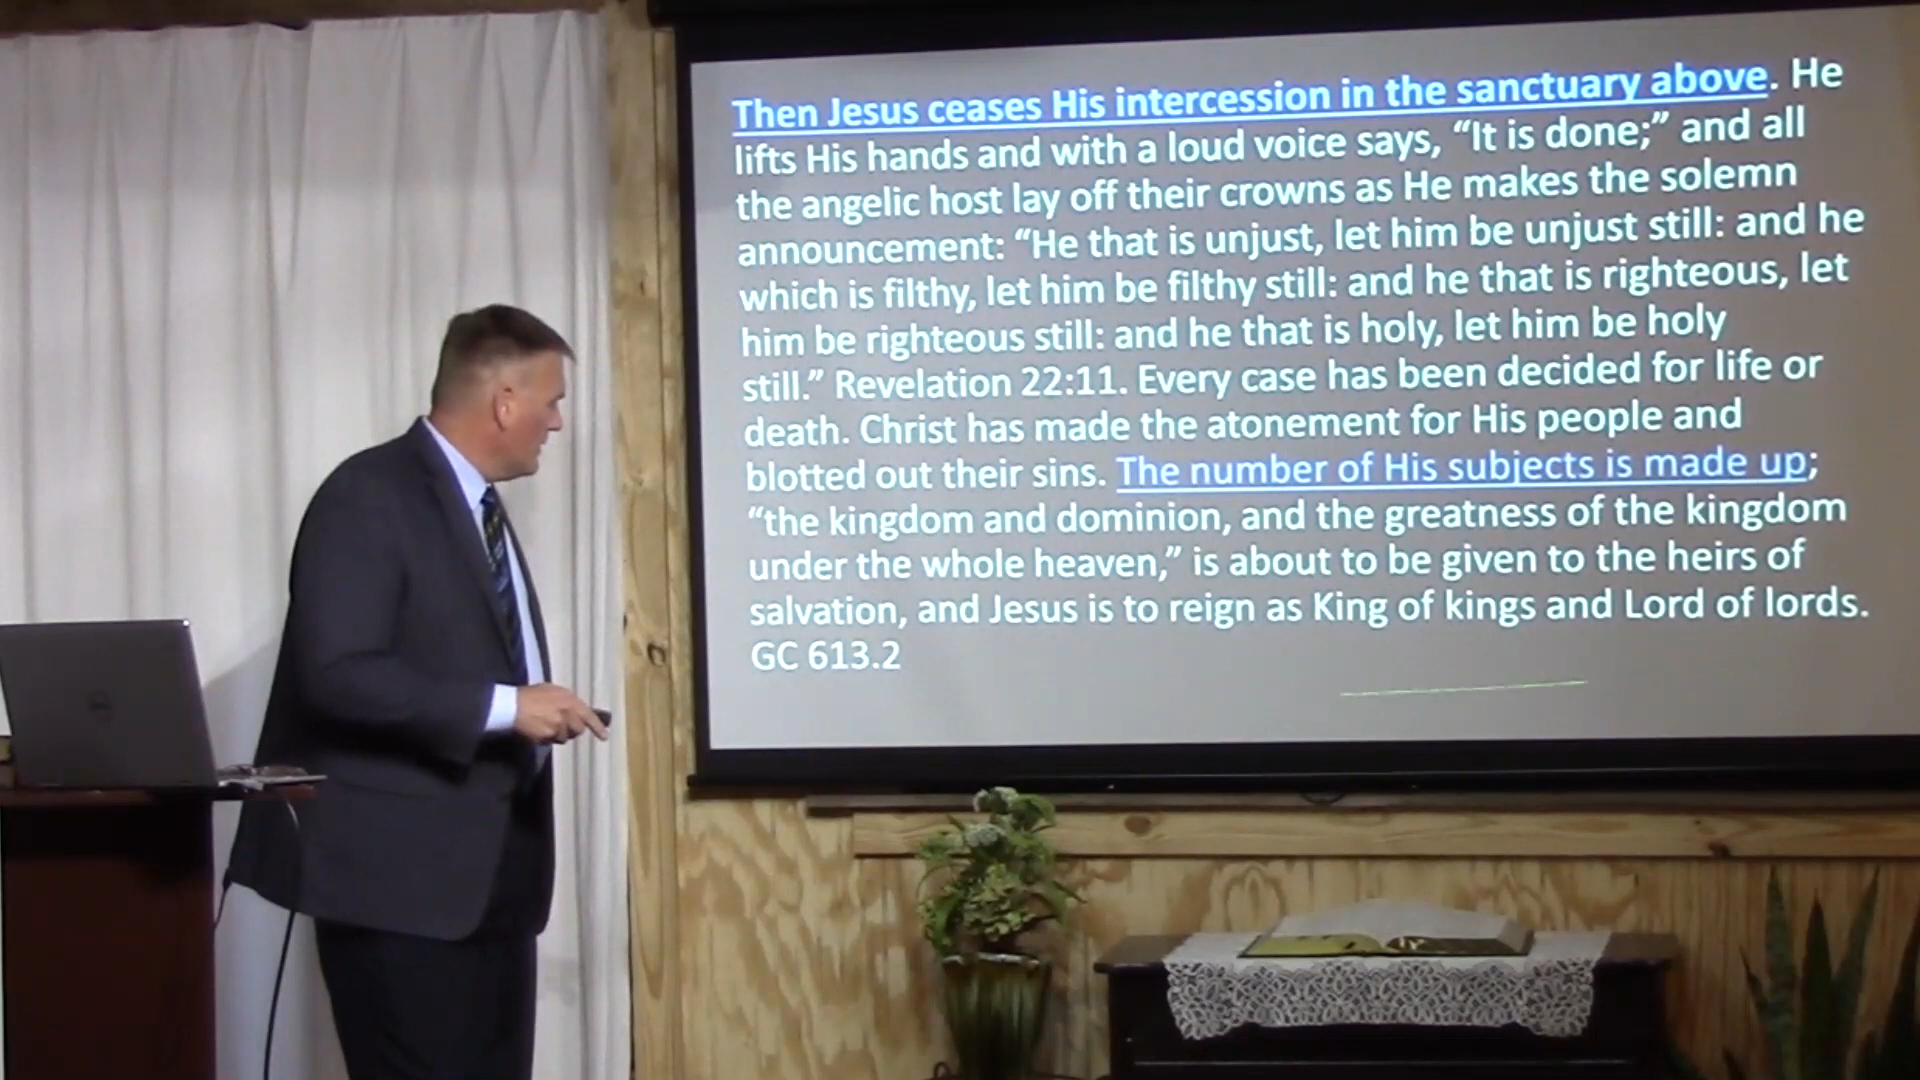 Then Jesus ceases His intercession in the sanctuary above. He
lifts His hands and with a loud voice says, “It is done;” and all
the angelic host lay off their crowns as He makes the solemn
announcement: “He that is unjust, let him be unjust still: and he
which is filthy, let him be filthy still: and he that is righteous, let
him be righteous still: and he that is holy, let him be holy
still.” Revelation 22:11. Every case has been decided for life or
death. Christ has made the atonement for His people and
blotted out their sins. The number of His subjects is made up;
“the kingdom and dominion, and the greatness of the kingdom
under the whole heaven,” is about to be given to the heirs of
salvation, and Jesus is to reign as King of kings and Lord of lords.
GC 613.2